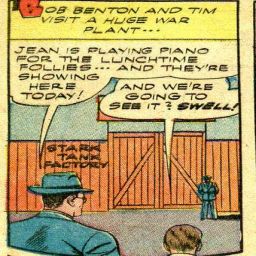 BOB BENTON AND TIM
VISIT A HUGE WAR
PLANT---
JEAN IS PLAYING PIANO
FOR THE LUNCHTIME
FOLLIES--- AND THEY'RE
SHOWING
HERE
TODAY!
AND WE'RE
GOING TO
SEE IT? SWELL!
STARK
TANK
FACTORY